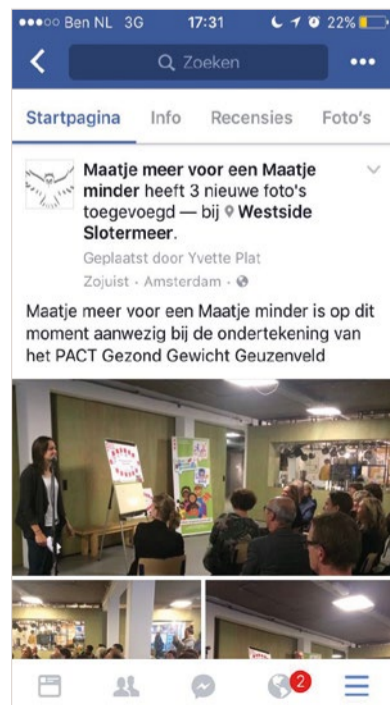 Ben NL 3G 17:31 22%
Zoeken
Startpagina Info Recensies Foto's
Maatje meer voor een Maatje
minder heeft 3 nieuwe foto's
toegevoegd — bij Westside
Slotermeer.
Geplaatst door Yvette Plat
Zojuist · Amsterdam ·
Maatje meer voor een Maatje minder is op dit
moment aanwezig bij de ondertekening van
het PACT Gezond Gewicht Geuzenveld
2